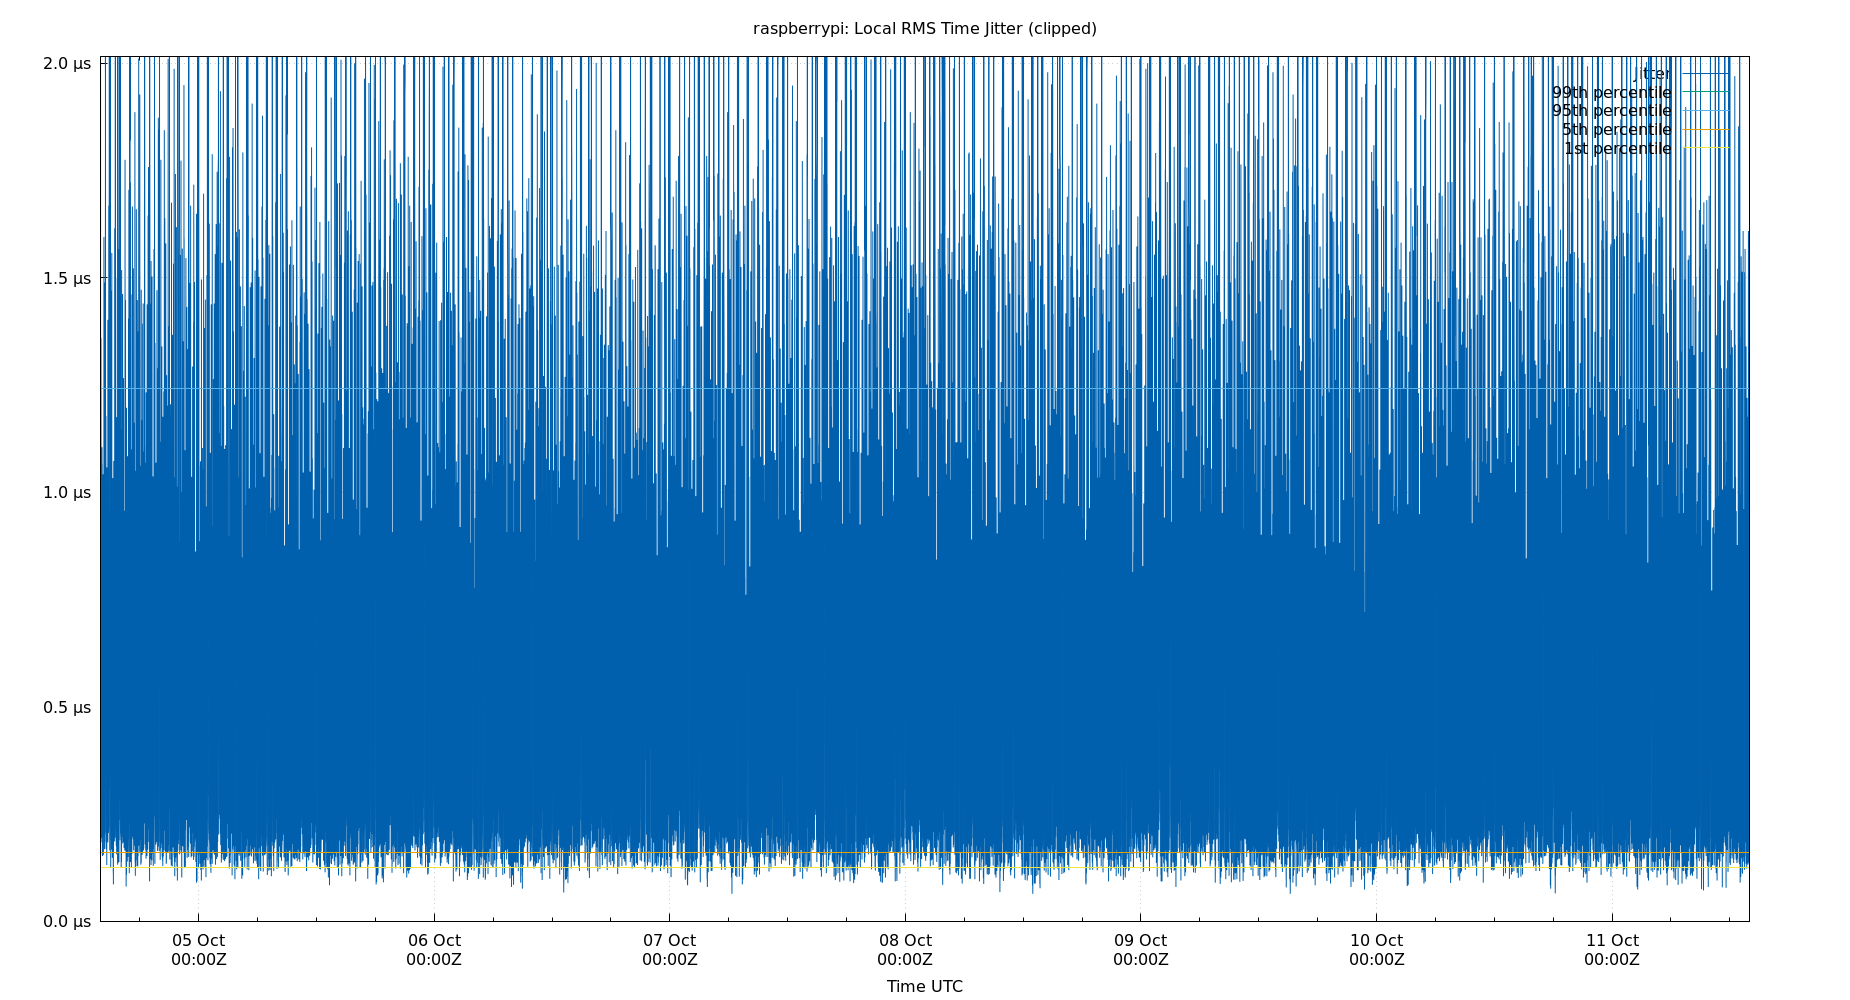 raspberrypi: Local RMS Time Jitter (clipped)
2.0 µs
1.5 µs
1.0 µs
0.5 µs
0.0 µs
jitter
99th percentile
95th percentile
5th percentile
1st percentile
05 Oct
00:00Z
06 Oct
00:00Z
07 Oct
00:00Z
08 Oct
00:00Z
09 Oct
00:00Z
10 Oct
00:00Z
11 Oct
00:00Z
Time UTC